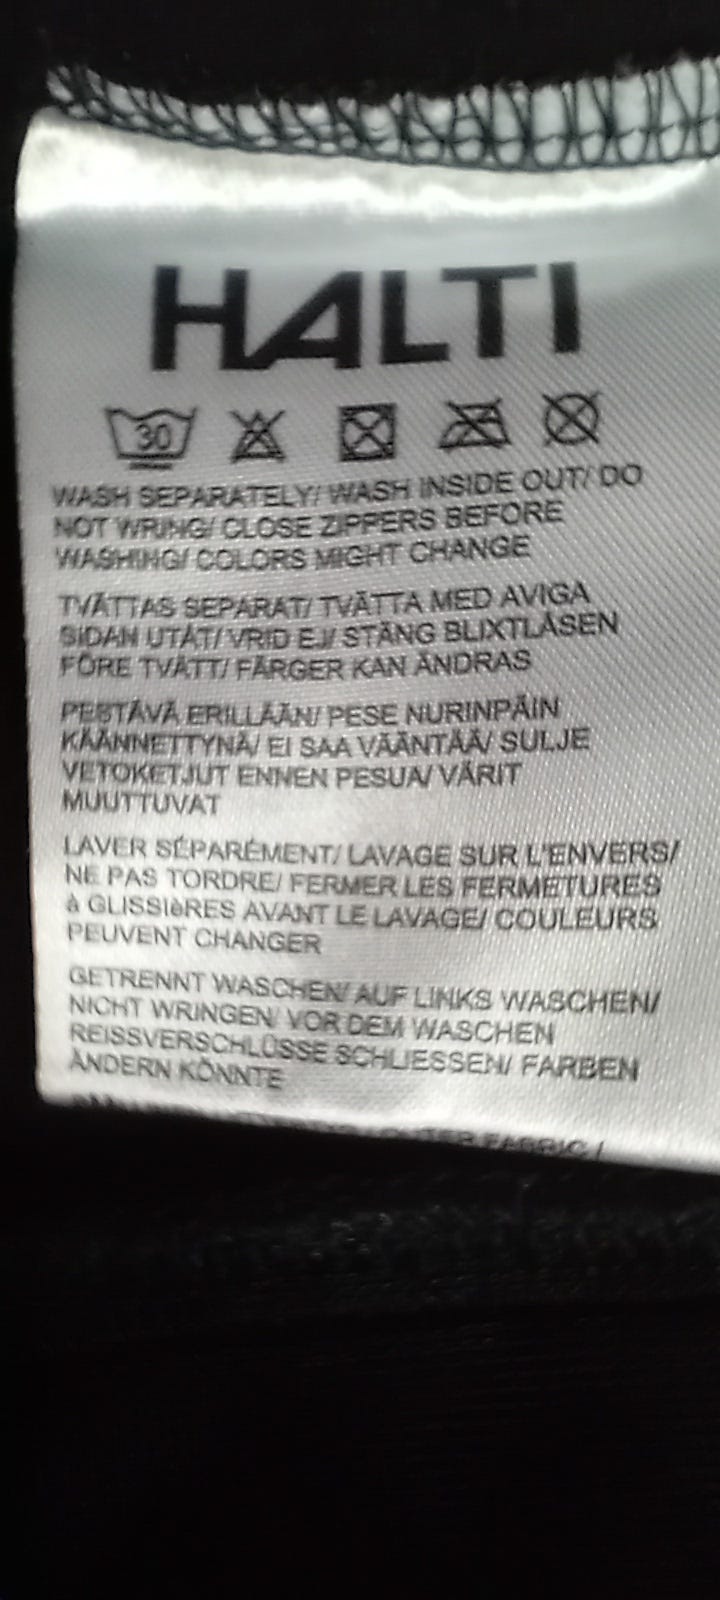 HALTI
30
WASH SEPARATELY/ WASH INSIDE OUT/ DO
NOT WRING/ CLOSE ZIPPERS BEFORE
WASHING/ COLORS MIGHT CHANGE
TVÄTTAS SEPARAT/ TVÄTTA MED AVIGA
SIDAN UTÅT/ VRID EJ/ STÄNG BLIXTLÅSEN
FÖRE TVÄTT/ FÄRGER KAN ÄNDRAS
PESTÄVÄ ERILLÄÄN/ PESE NURINPÄIN
KÄÄNNETTYNÄ/ EI SAA VÄÄNTÄÄ/ SULJE
VETOKETJUT ENNEN PESUA/ VÄRIT
MUUTTUVAT
LAVER SÉPARÉMENT/ LAVAGE SUR L'ENVERS/
NE PAS TORDRE/ FERMER LES FERMETURES
à GLISSIèRES AVANT LE LAVAGE/ COULEURS
PEUVENT CHANGER
GETRENNT WASCHEN/ AUF LINKS WASCHEN/
NICHT WRINGEN/ VOR DEM WASCHEN
REISSVERSCHLÜSSE SCHLIESSEN/ FARBEN
ÄNDERN KÖNNTE
FABRIC /